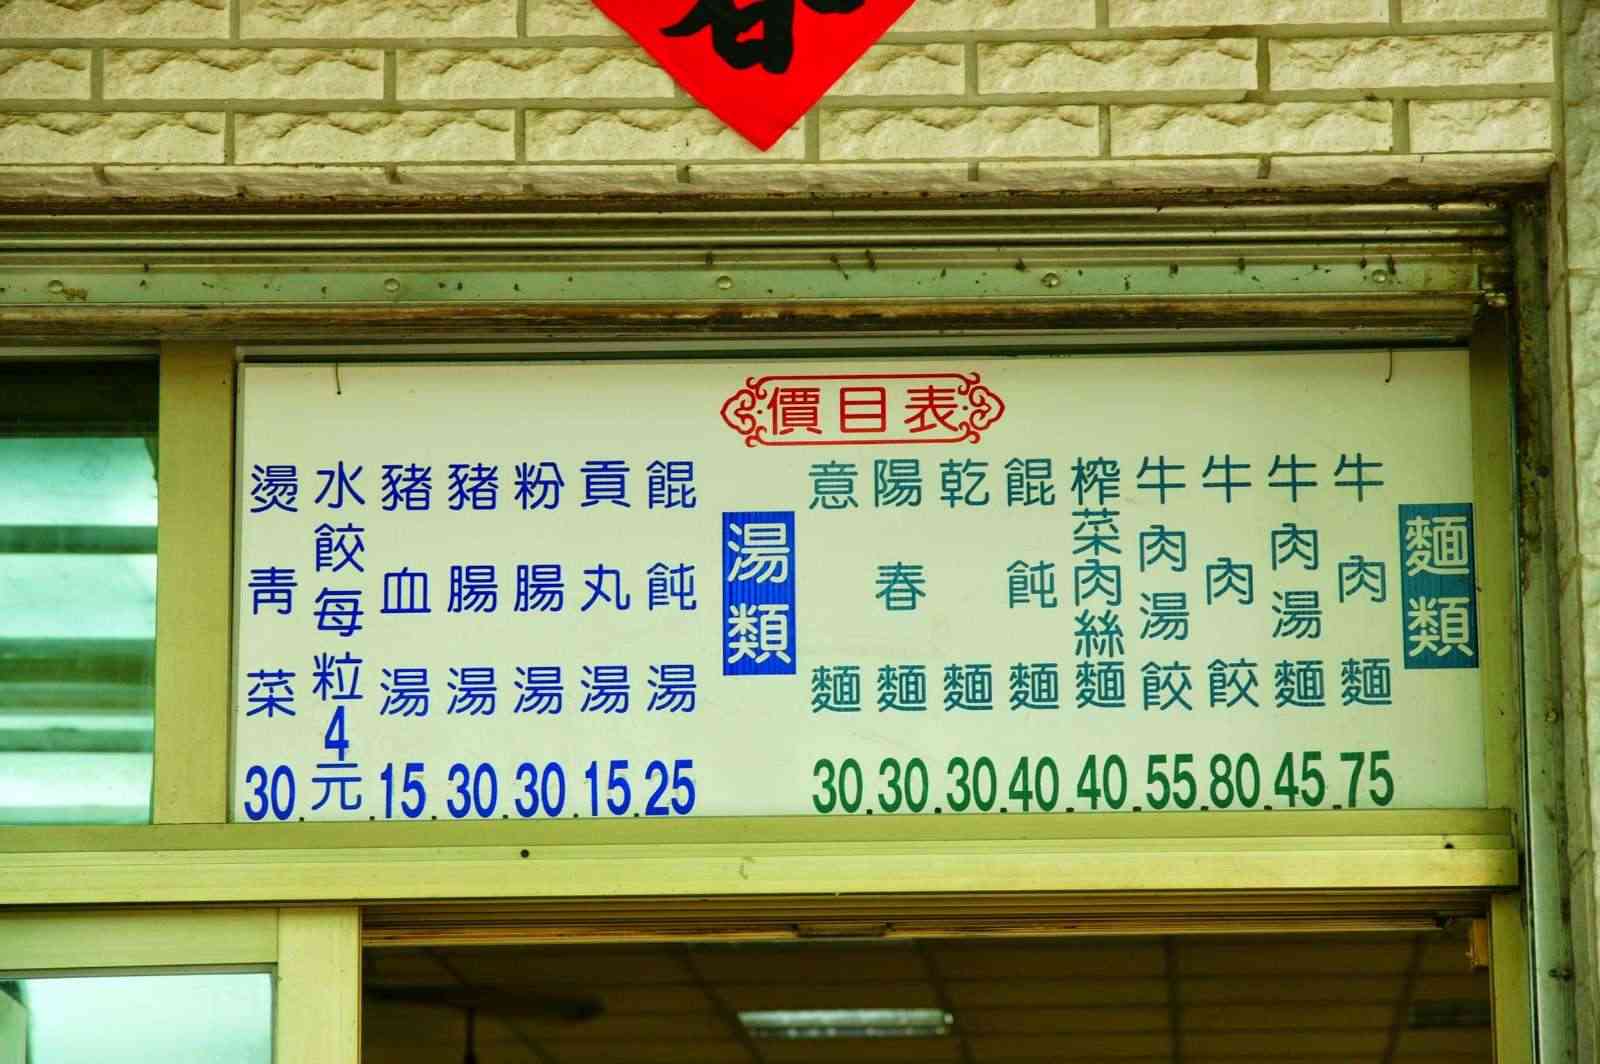 春
價目表
麵類
牛肉麵 75
牛肉湯麵 45
牛肉餃 80
牛肉湯餃 55
榨菜肉絲麵 40
餛飩麵 40
乾麵 30
陽春麵 30
意麵 30
湯類
餛飩湯 25
貢丸湯 15
粉腸湯 30
豬腸湯 30
豬血湯 15
水餃每粒4元
燙青菜 30